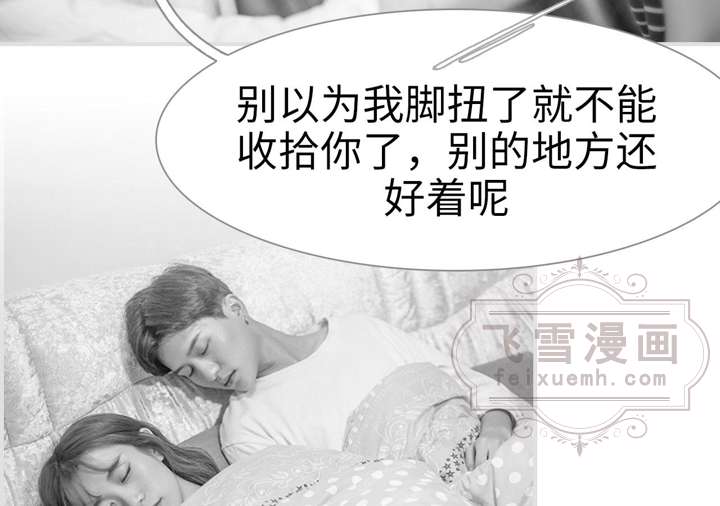 别以为我脚扭了就不能
收拾你了，别的地方还
好着呢
飞雪漫画
feixuemh.com